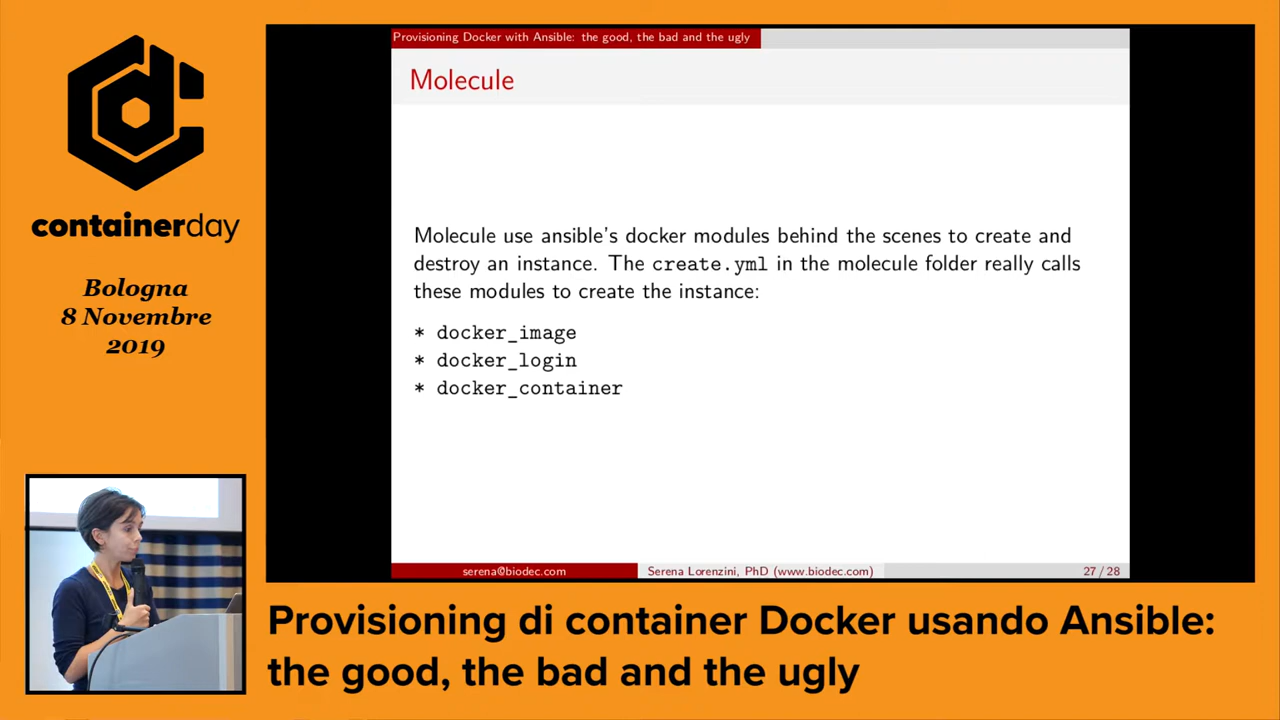 containerday
Bologna
8 Novembre
2019
Provisioning Docker with Ansible: the good, the bad and the ugly
Molecule
Molecule use ansible's docker modules behind the scenes to create and
destroy an instance. The create.yml in the molecule folder really calls
these modules to create the instance:
* docker_image
* docker_login
* docker_container
serena@biodec.com
Serena Lorenzini, PhD (www.biodec.com)
27 / 28
Provisioning di container Docker usando Ansible:
the good, the bad and the ugly